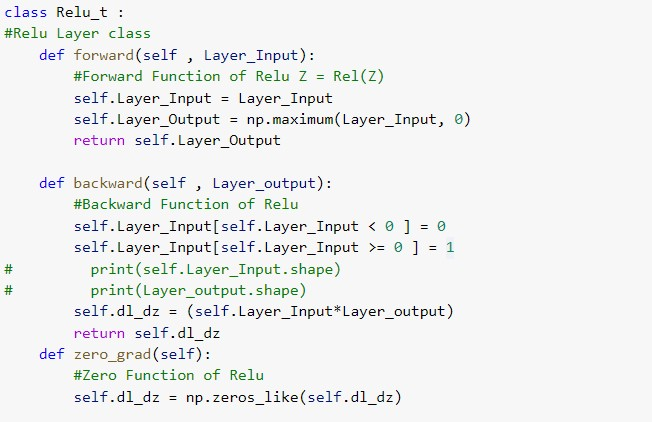 class Relu_t :
#Relu Layer class
    def forward(self , Layer_Input):
        #Forward Function of Relu Z = Rel(Z)
        self.Layer_Input = Layer_Input
        self.Layer_Output = np.maximum(Layer_Input, 0)
        return self.Layer_Output

    def backward(self , Layer_output):
        #Backward Function of Relu
        self.Layer_Input[self.Layer_Input < 0 ] = 0
        self.Layer_Input[self.Layer_Input >= 0 ] = 1
#         print(self.Layer_Input.shape)
#         print(Layer_output.shape)
        self.dl_dz = (self.Layer_Input*Layer_output)
        return self.dl_dz
    def zero_grad(self):
        #Zero Function of Relu
        self.dl_dz = np.zeros_like(self.dl_dz)